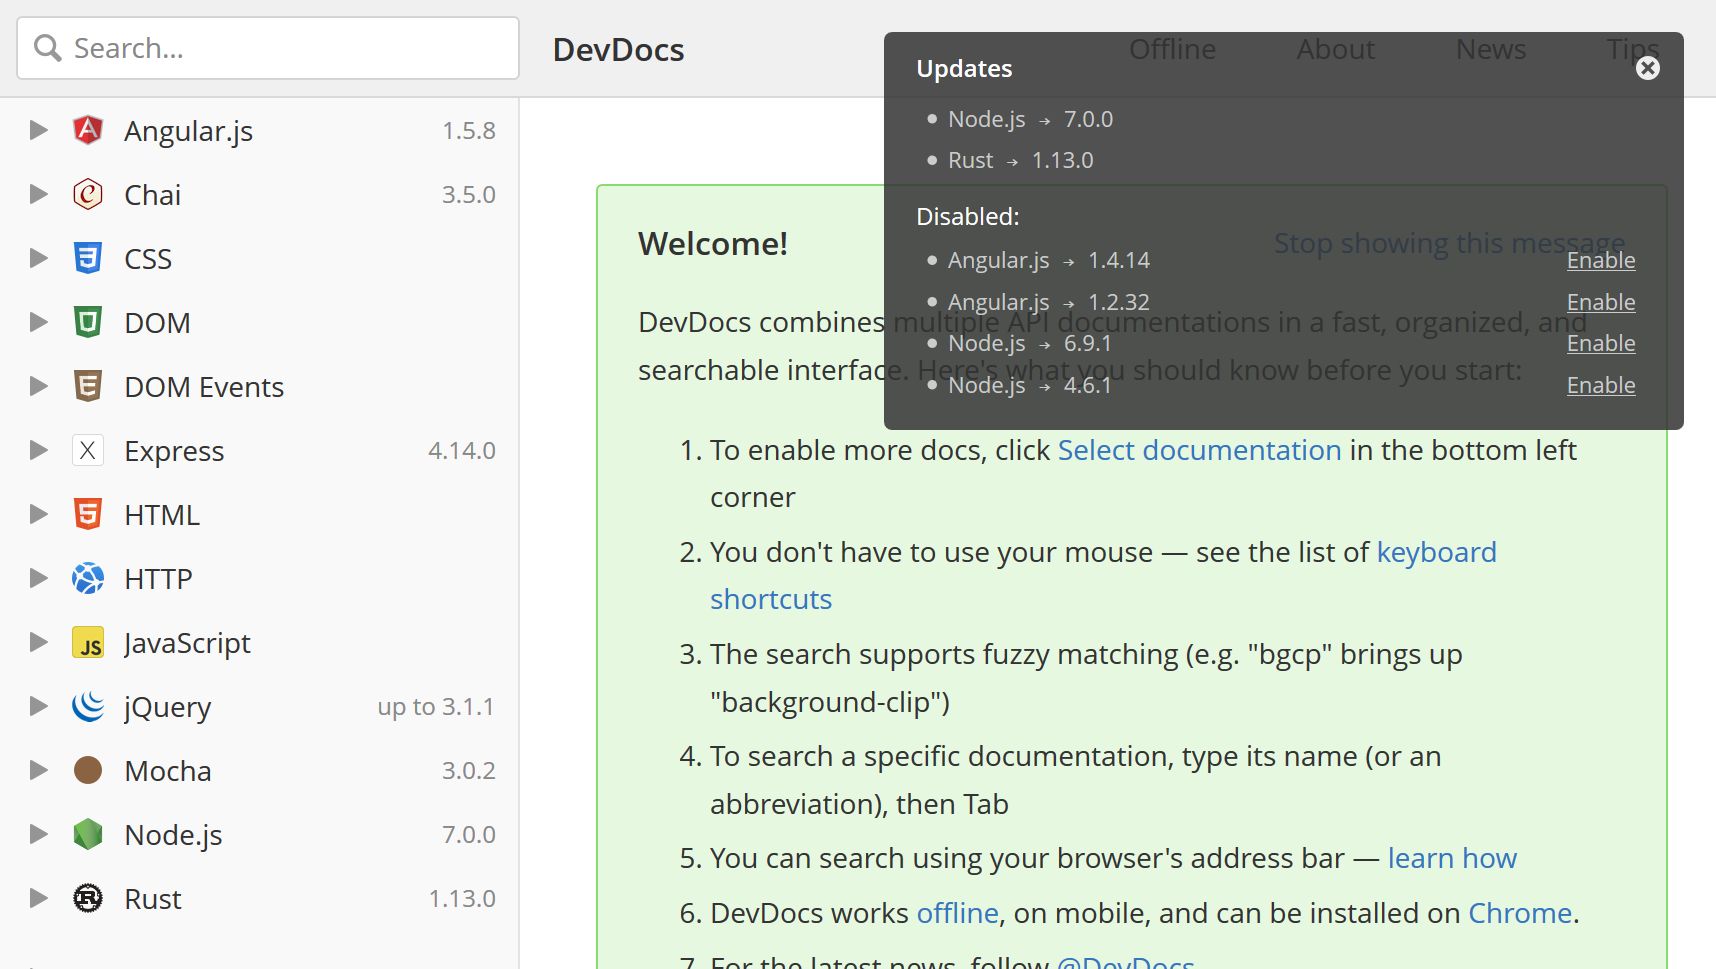 Search...
DevDocs
Offline
About
News
Tips
Angular.js 1.5.8
Chai 3.5.0
CSS
DOM
DOM Events
Express 4.14.0
HTML
HTTP
JavaScript
jQuery up to 3.1.1
Mocha 3.0.2
Node.js 7.0.0
Rust 1.13.0
Updates
• Node.js → 7.0.0
• Rust → 1.13.0
Disabled:
• Angular.js → 1.4.14 Enable
• Angular.js → 1.2.32 Enable
• Node.js → 6.9.1 Enable
• Node.js → 4.6.1 Enable
Welcome!
Stop showing this message
DevDocs combines multiple API documentations in a fast, organized, and
searchable interface. Here's what you should know before you start:
1. To enable more docs, click Select documentation in the bottom left
corner
2. You don't have to use your mouse — see the list of keyboard
shortcuts
3. The search supports fuzzy matching (e.g. "bgcp" brings up
"background-clip")
4. To search a specific documentation, type its name (or an
abbreviation), then Tab
5. You can search using your browser's address bar — learn how
6. DevDocs works offline, on mobile, and can be installed on Chrome.
7. For the latest news, follow @DevDocs